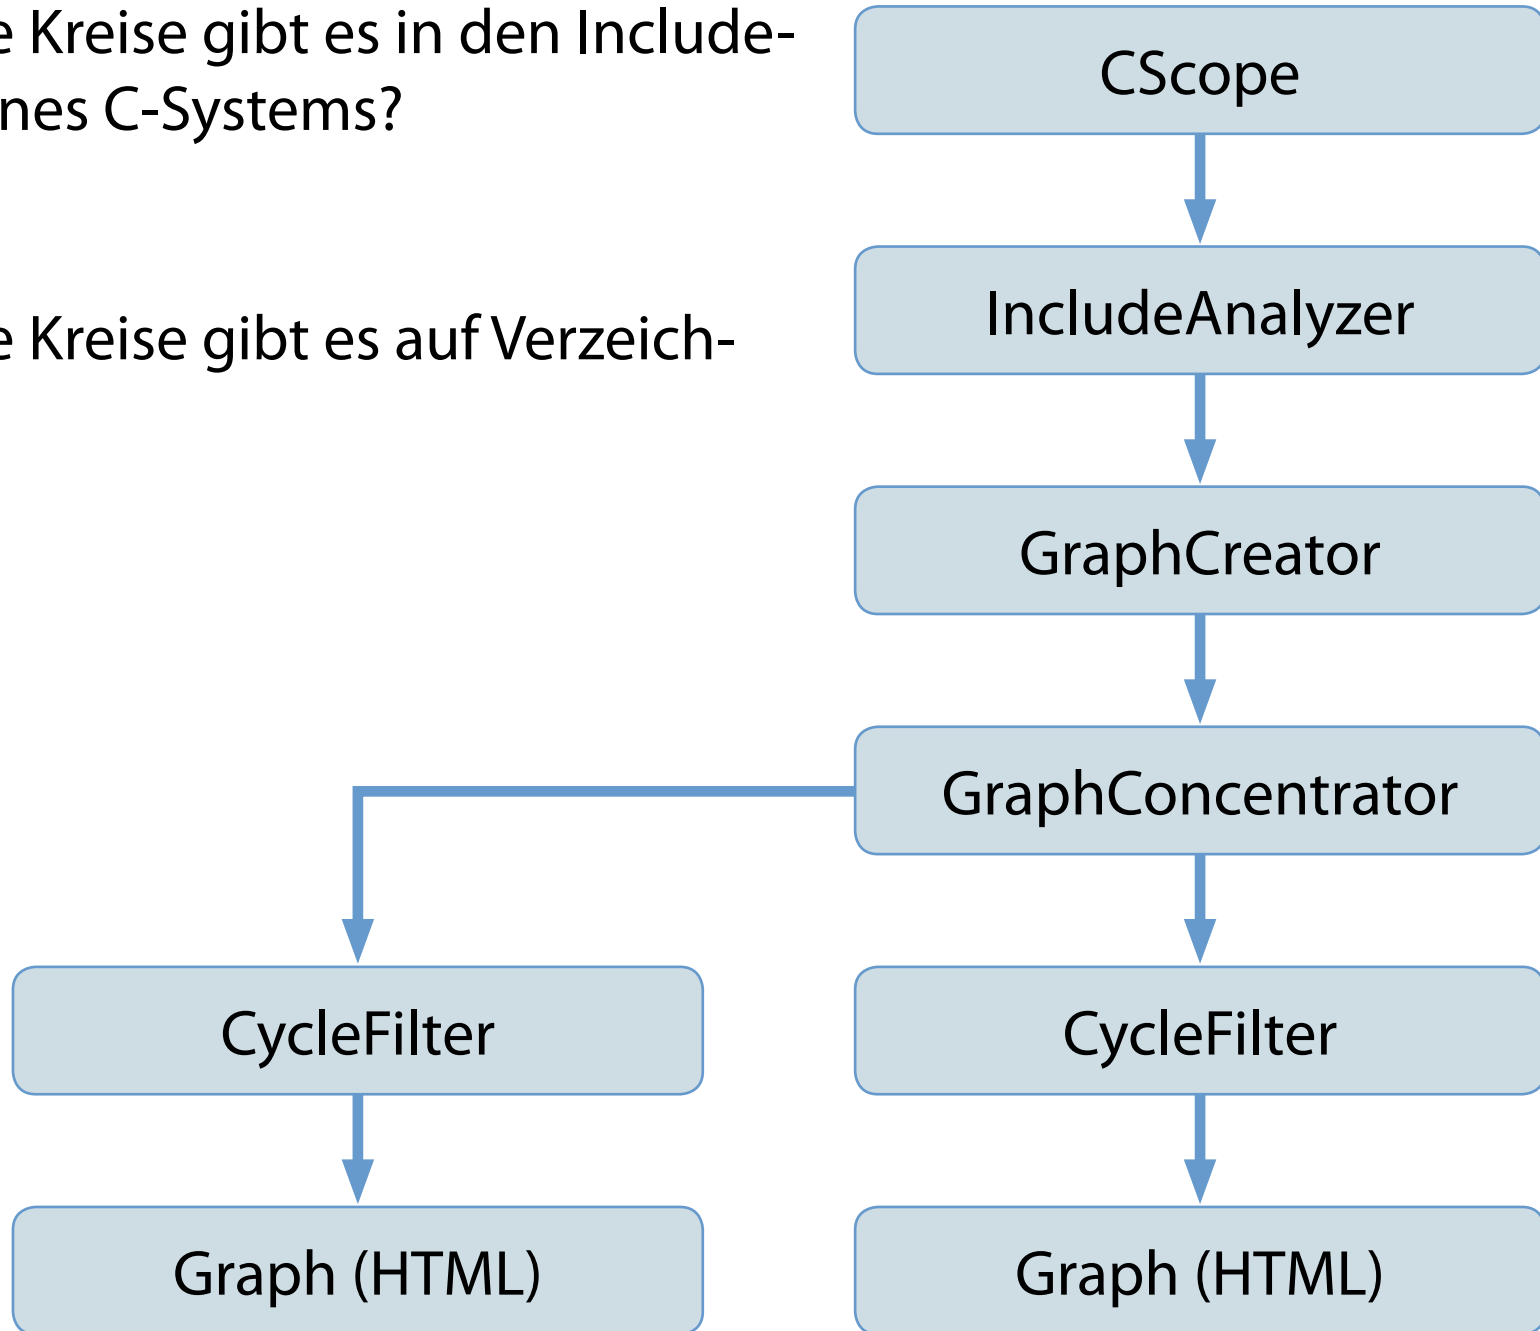 e Kreise gibt es in den Include-
nes C-Systems?
e Kreise gibt es auf Verzeich-
CScope
IncludeAnalyzer
GraphCreator
GraphConcentrator
CycleFilter
CycleFilter
Graph (HTML)
Graph (HTML)